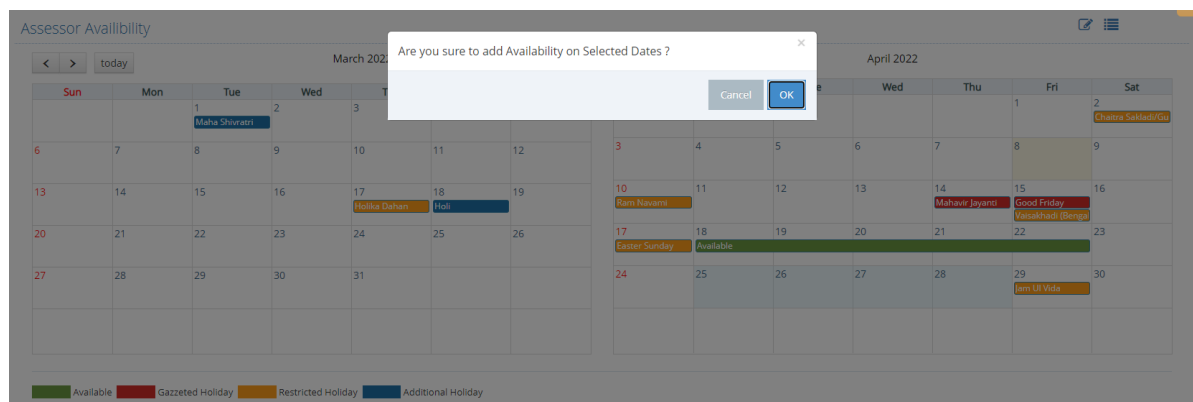 Assessor Availibility
Are you sure to add Availability on Selected Dates ?
×
Cancel OK
< > today
March 2022
Sun Mon Tue Wed
1 2 3
Maha Shivratri
6 7 8 9 10 11 12
13 14 15 16 17 18 19
Holika Dahan Holi
20 21 22 23 24 25 26
27 28 29 30 31
April 2022
Wed Thu Fri Sat
1 2
Chaitra Sakladi/Gu
3 4 5 6 7 8 9
10 11 12 13 14 15 16
Ram Navami Mahavir Jayanti Good Friday
Vaisakhadi (Benga
17 18 19 20 21 22 23
Easter Sunday Available
24 25 26 27 28 29 30
Jam Ul Vida
Available Gazzeted Holiday Restricted Holiday Additional Holiday